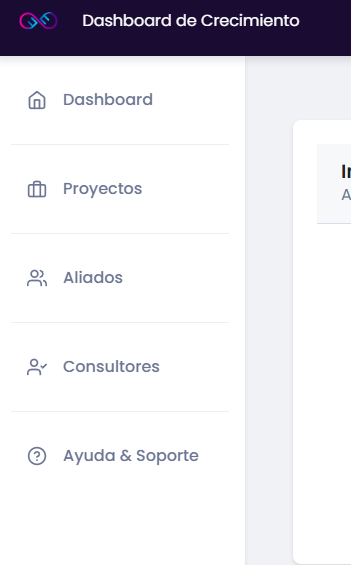 Dashboard de Crecimiento
Dashboard
Proyectos
Aliados
Consultores
Ayuda & Soporte